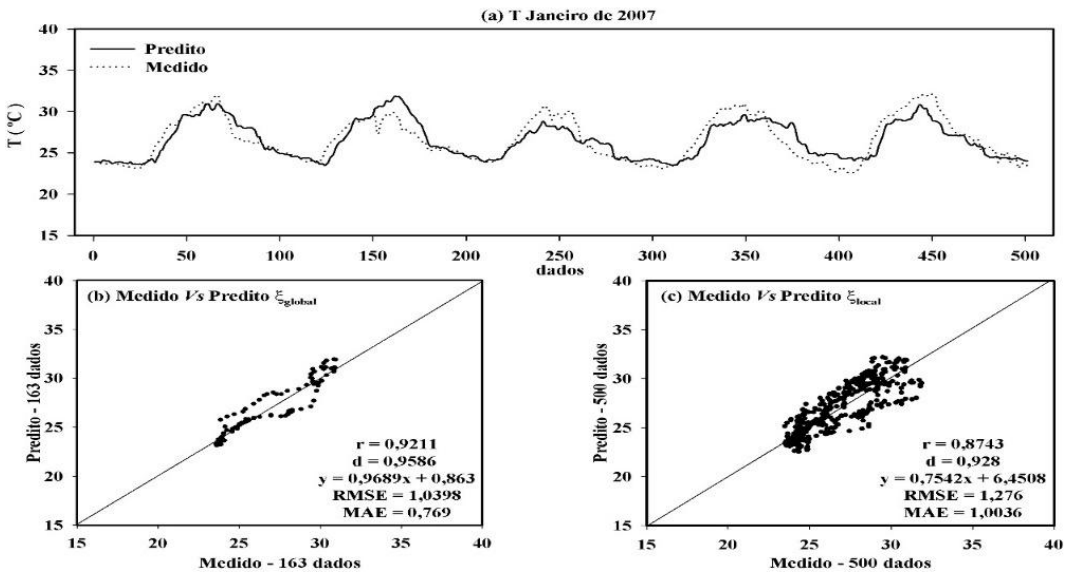 (a) T Janeiro de 2007
Predito
Medido
T (ºC)
40
35
30
25
20
15
0 50 100 150 200 250 300 350 400 450 500
dados
(b) Medido Vs Predito ξglobal
Predito - 163 dados
40
35
30
25
20
15
r = 0,9211
d = 0,9586
y = 0,9689x + 0,863
RMSE = 1,0398
MAE = 0,769
15 20 25 30 35 40
Medido - 163 dados
(c) Medido Vs Predito ξlocal
Predito - 500 dados
40
35
30
25
20
15
r = 0,8743
d = 0,928
y = 0,7542x + 6,4508
RMSE = 1,276
MAE = 1,0036
15 20 25 30 35 40
Medido - 500 dados